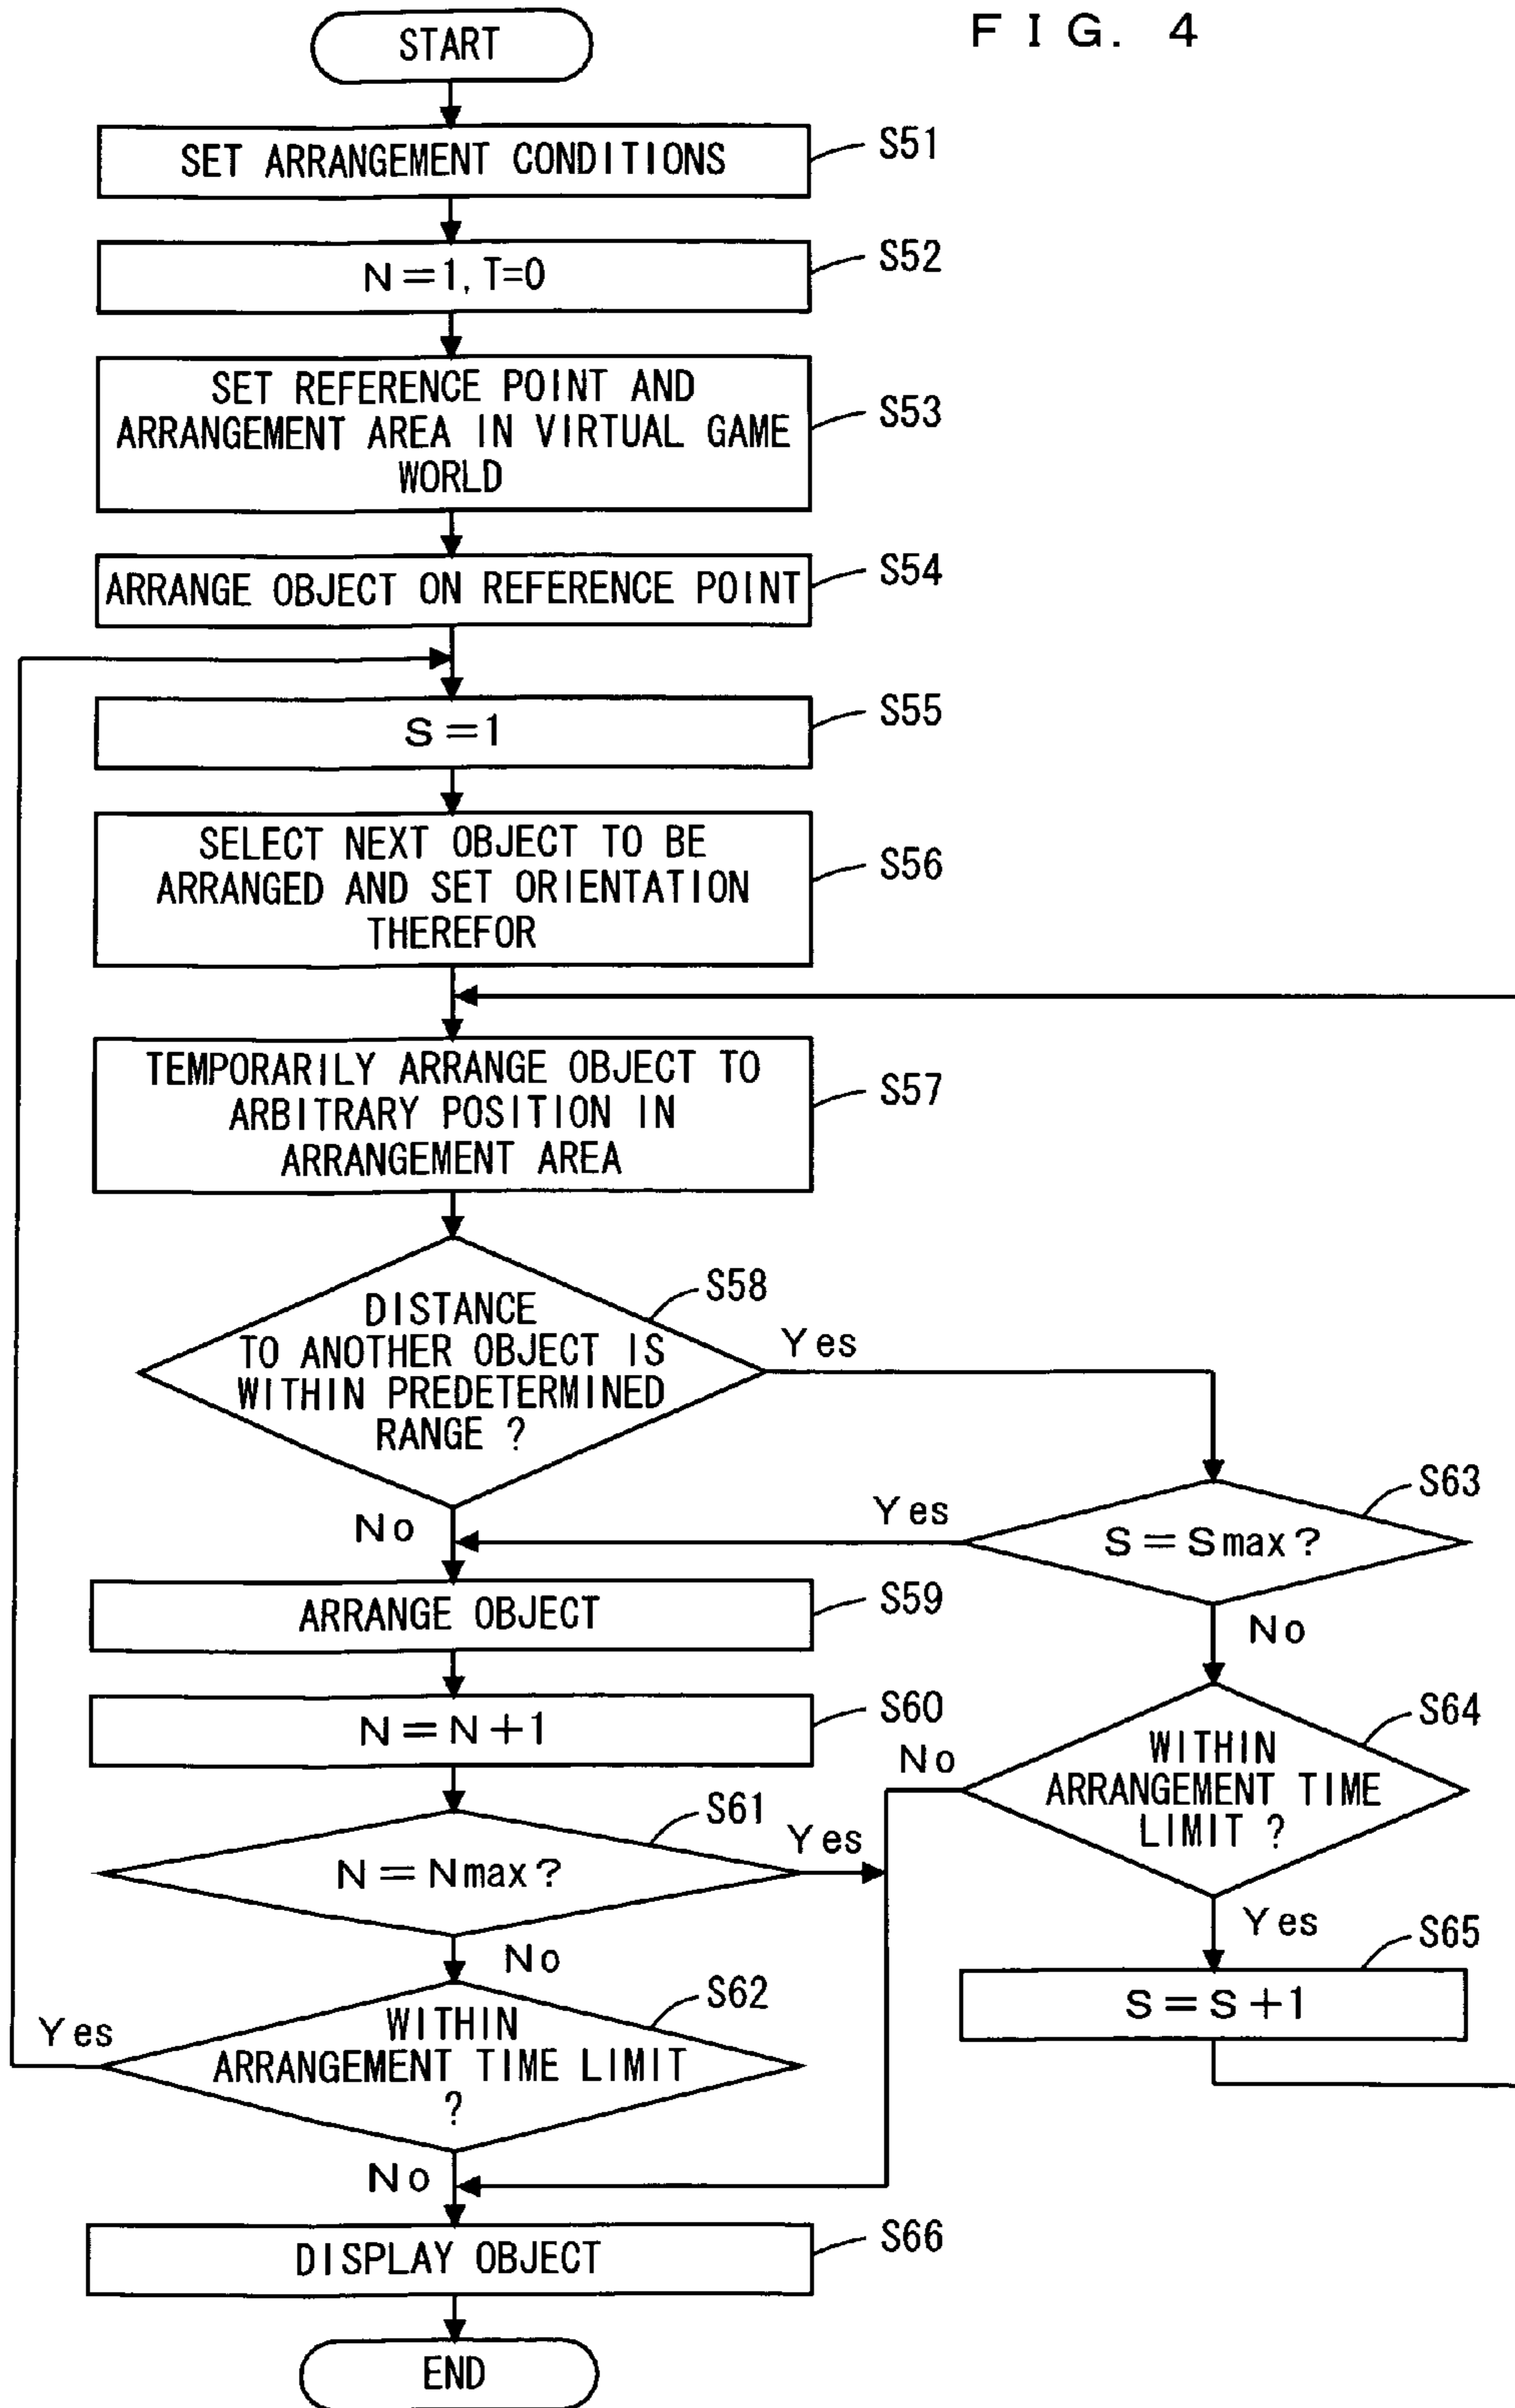 FIG. 4
START
SET ARRANGEMENT CONDITIONS
S51
N=1, T=0
S52
SET REFERENCE POINT AND
ARRANGEMENT AREA IN VIRTUAL GAME
WORLD
S53
ARRANGE OBJECT ON REFERENCE POINT
S54
S=1
S55
SELECT NEXT OBJECT TO BE
ARRANGED AND SET ORIENTATION
THEREFOR
S56
TEMPORARILY ARRANGE OBJECT TO
ARBITRARY POSITION IN
ARRANGEMENT AREA
S57
DISTANCE
TO ANOTHER OBJECT IS
WITHIN PREDETERMINED
RANGE ?
S58
Yes
No
S=Smax?
S63
Yes
No
ARRANGE OBJECT
S59
N=N+1
S60
WITHIN
ARRANGEMENT TIME
LIMIT ?
S64
No
Yes
N=Nmax?
S61
Yes
No
S=S+1
S65
WITHIN
ARRANGEMENT TIME LIMIT
?
S62
Yes
No
DISPLAY OBJECT
S66
END